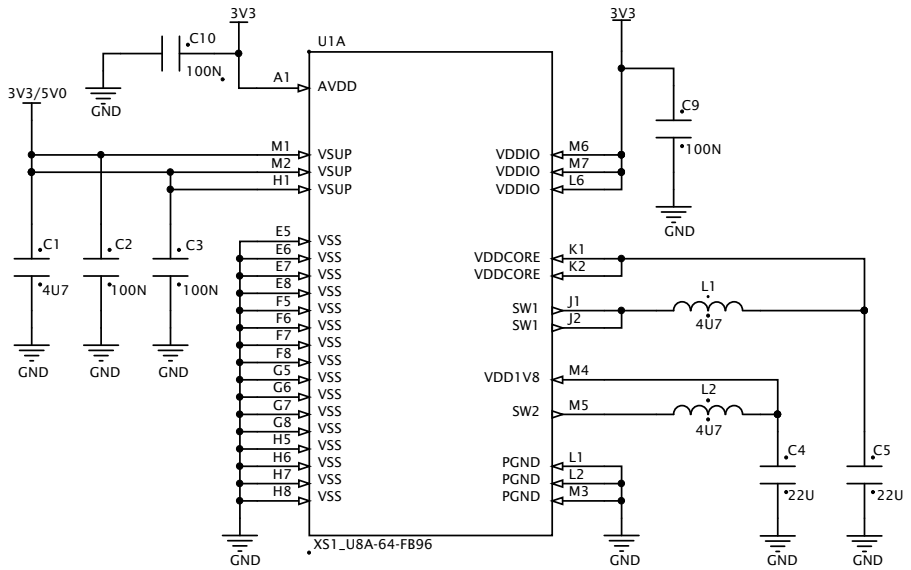 3V3
C10
100N
GND
3V3/5V0
C1
4U7
GND
C2
100N
GND
C3
100N
GND
U1A
A1 AVDD
M1 VSUP
M2 VSUP
H1 VSUP
E5 VSS
E6 VSS
E7 VSS
E8 VSS
F5 VSS
F6 VSS
F7 VSS
F8 VSS
G5 VSS
G6 VSS
G7 VSS
G8 VSS
H5 VSS
H6 VSS
H7 VSS
H8 VSS
GND
XS1_U8A-64-FB96
3V3
C9
100N
GND
VDDIO M6
VDDIO M7
VDDIO L6
VDDCORE K1
VDDCORE K2
SW1 J1
SW1 J2
L1
4U7
VDD1V8 M4
SW2 M5
L2
4U7
PGND L1
PGND L2
PGND M3
GND
C4
22U
GND
C5
22U
GND